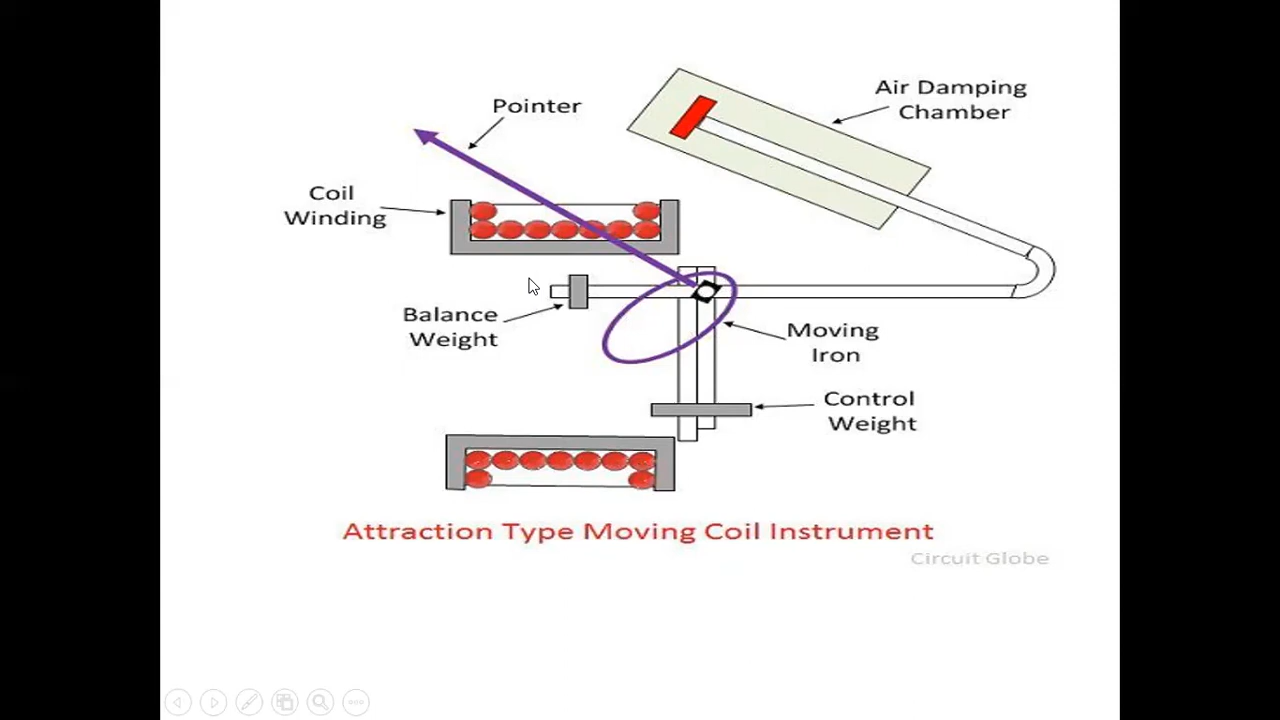 Air Damping
Chamber
Pointer
Coil
Winding
Balance
Weight
Moving
Iron
Control
Weight
Attraction Type Moving Coil Instrument
Circuit Globe